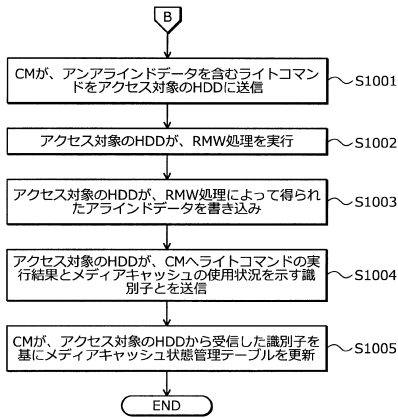 B
CMが、アンアラインドデータを含むライトコマン
ドをアクセス対象のHDDに送信
S1001
アクセス対象のHDDが、RMW処理を実行
S1002
アクセス対象のHDDが、RMW処理によって得られ
たアラインドデータを書き込み
S1003
アクセス対象のHDDが、CMへライトコマンドの実
行結果とメディアキャッシュの使用状況を示す識
別子とを送信
S1004
CMが、アクセス対象のHDDから受信した識別子を
基にメディアキャッシュ状態管理テーブルを更新
S1005
END